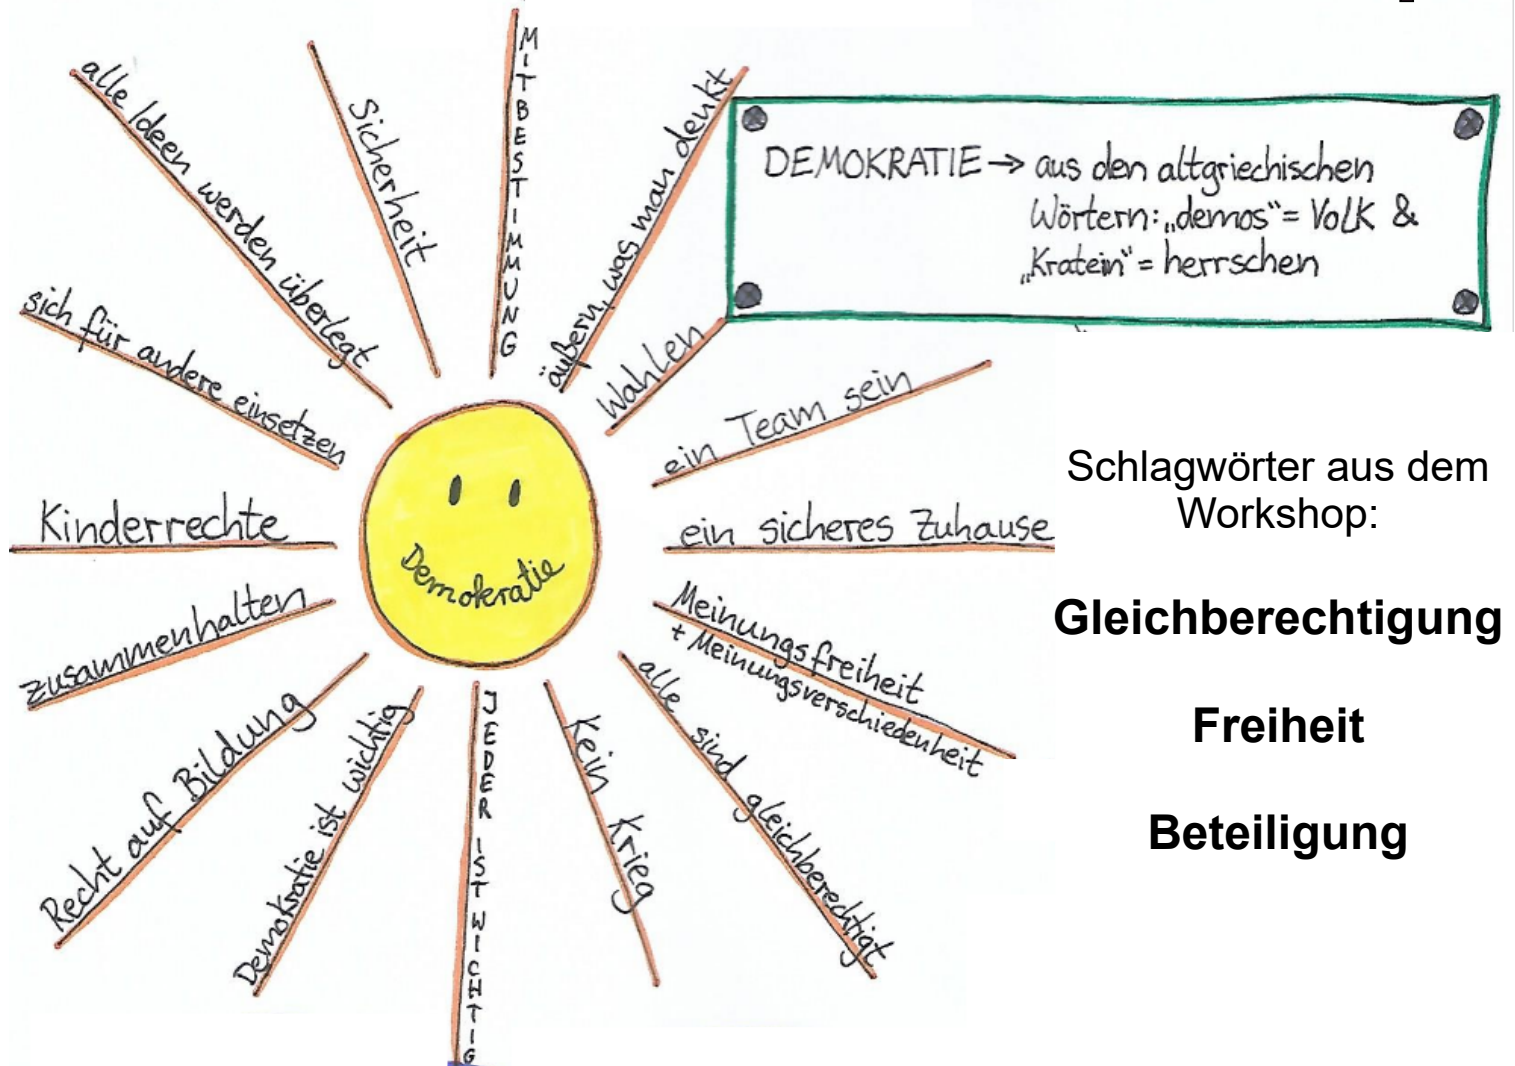 MITBESTIMMUNG
äußern, was man denkt
Wahlen
ein Team sein
ein sicheres Zuhause
Meinungsfreiheit
+ Meinungsverschiedenheit
alle sind gleichberechtigt
Kein Krieg
JEDER IST WICHTIG
Demokratie ist wichtig
Recht auf Bildung
zusammenhalten
Kinderrechte
sich für andere einsetzen
alle Ideen werden überlegt
Sicherheit
Demokratie
DEMOKRATIE → aus den altgriechischen
Wörtern: „demos“ = VOLK &
„Kratein“ = herrschen
Schlagwörter aus dem
Workshop:
Gleichberechtigung
Freiheit
Beteiligung